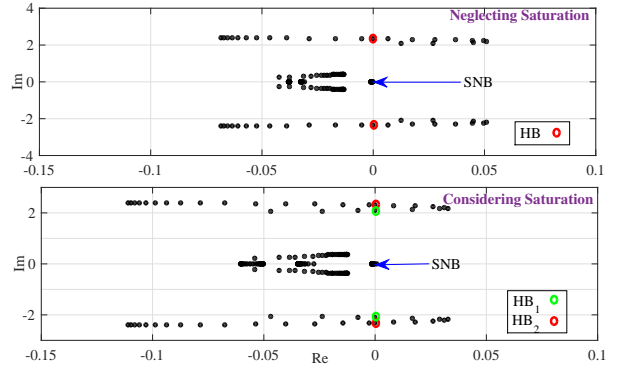 Neglecting Saturation
4
2
0
-2
-4
Im
SNB
HB
-0.15
-0.1
-0.05
0
0.05
0.1
Considering Saturation
2
0
-2
Im
SNB
HB1
HB2
-0.15
-0.1
-0.05
0
0.05
0.1
Re